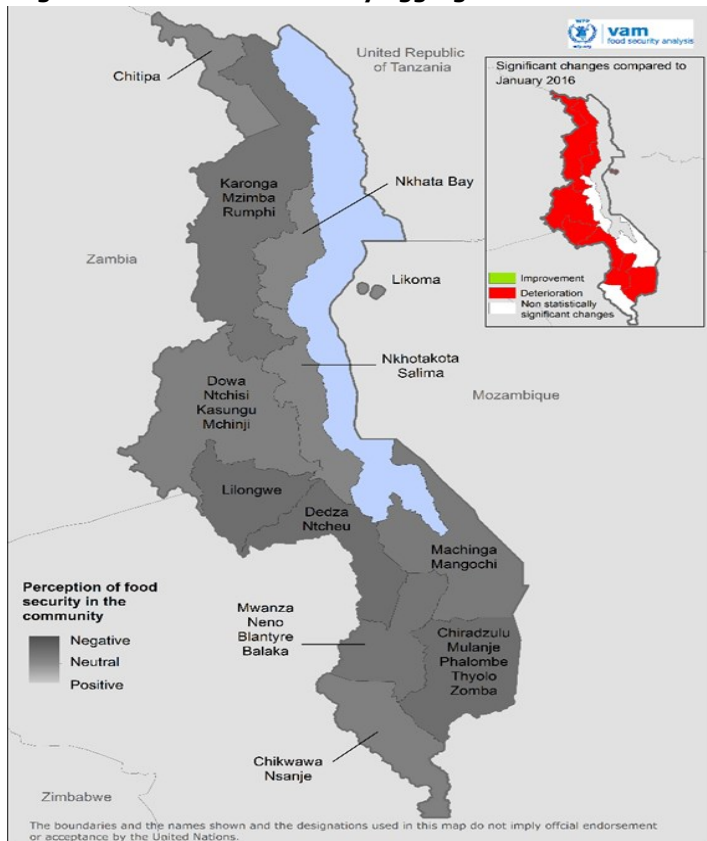 vam
food security analysis
WFP
wfp.org
United Republic
of Tanzania
Significant changes compared to
January 2016
Chitipa
Karonga
Mzimba
Rumphi
Nkhata Bay
Zambia
Likoma
Improvement
Deterioration
Non statistically
significant changes
Nkhotakota
Salima
Dowa
Ntchisi
Kasungu
Mchinji
Mozambique
Lilongwe
Dedza
Ntcheu
Machinga
Mangochi
Perception of food
security in the
community
Negative
Neutral
Positive
Mwanza
Neno
Blantyre
Balaka
Chiradzulu
Mulanje
Phalombe
Thyolo
Zomba
Chikwawa
Nsanje
Zimbabwe
The boundaries and the names shown and the designations used in this map do not imply offcial endorsement
or acceptance by the United Nations.